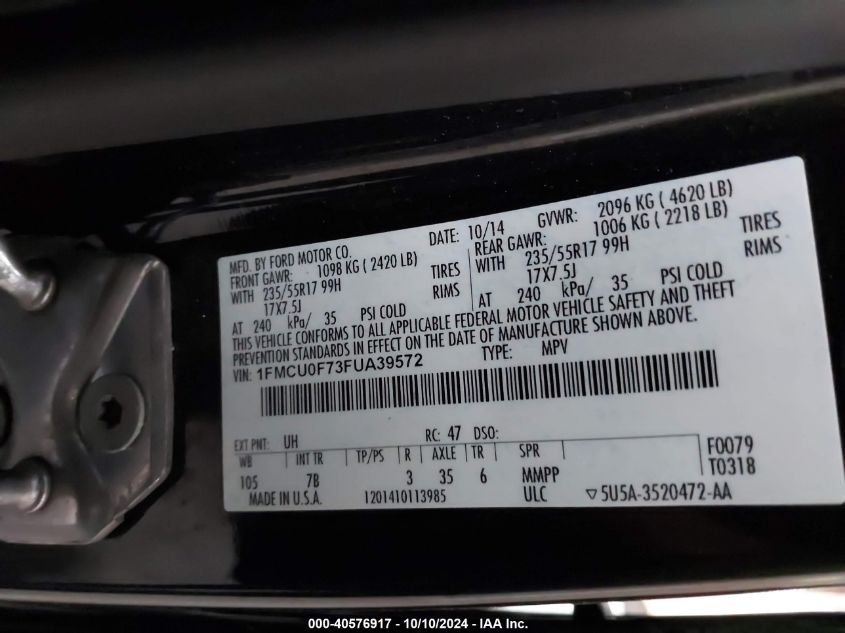 MFD. BY FORD MOTOR CO.
DATE: 10/14 GVWR: 2096 KG ( 4620 LB)
FRONT GAWR: 1098 KG ( 2420 LB)
REAR GAWR: 1006 KG ( 2218 LB)
WITH 235/55R17 99H TIRES
WITH 235/55R17 99H TIRES
17X7.5J RIMS
17X7.5J RIMS
AT 240 kPa/ 35 PSI COLD
AT 240 kPa/ 35 PSI COLD
THIS VEHICLE CONFORMS TO ALL APPLICABLE FEDERAL MOTOR VEHICLE SAFETY AND THEFT
PREVENTION STANDARDS IN EFFECT ON THE DATE OF MANUFACTURE SHOWN ABOVE.
VIN: 1FMCU0F73FUA39572 TYPE: MPV
EXT PNT: UH RC: 47 DSO:
WB INT TR TP/PS R AXLE TR SPR F0079
105 7B 3 35 6 MMPP T0318
MADE IN U.S.A. 1201410113985 ULC ▽5U5A-3520472-AA
000-40576917 - 10/10/2024 - IAA Inc.